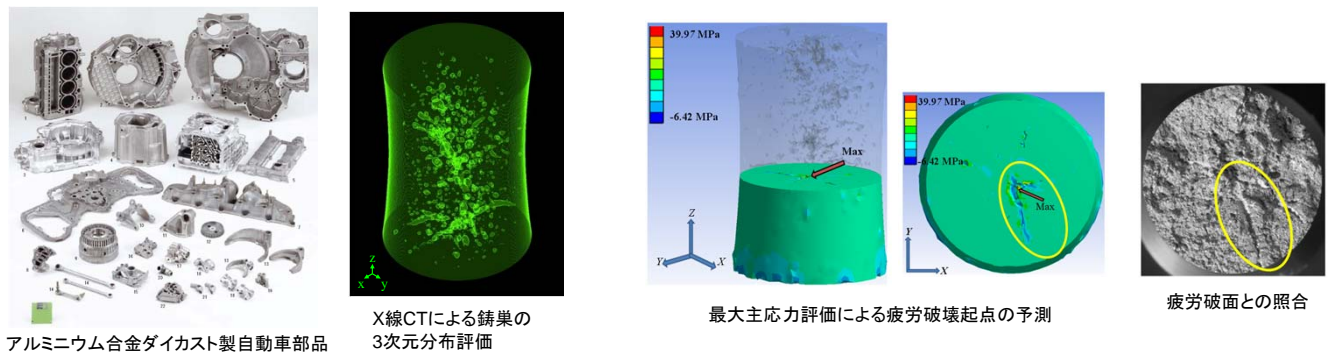 39.97 MPa
-6.42 MPa
Max
Z
Y
X
39.97 MPa
-6.42 MPa
Max
Y
X
z
x
y
X線CTによる鋳巣の
3次元分布評価
最大主応力評価による疲労破壊起点の予測
疲労破面との照合
アルミニウム合金ダイカスト製自動車部品